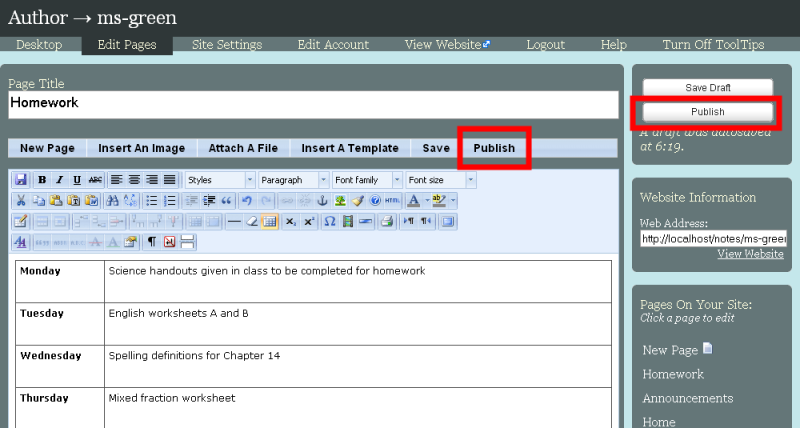 Author → ms-green
Desktop Edit Pages Site Settings Edit Account View Website Logout Help Turn Off ToolTips
Page Title
Homework
New Page Insert An Image Attach A File Insert A Template Save Publish
B I U ABC Styles Paragraph Font family Font size
HTML A ab
x₂ x² Ω
A ¶
Monday Science handouts given in class to be completed for homework
Tuesday English worksheets A and B
Wednesday Spelling definitions for Chapter 14
Thursday Mixed fraction worksheet
Save Draft
Publish
A draft was autosaved
at 6:19.
Website Information
Web Address:
http://localhost/notes/ms-green
View Website
Pages On Your Site:
Click a page to edit
New Page
Homework
Announcements
Home